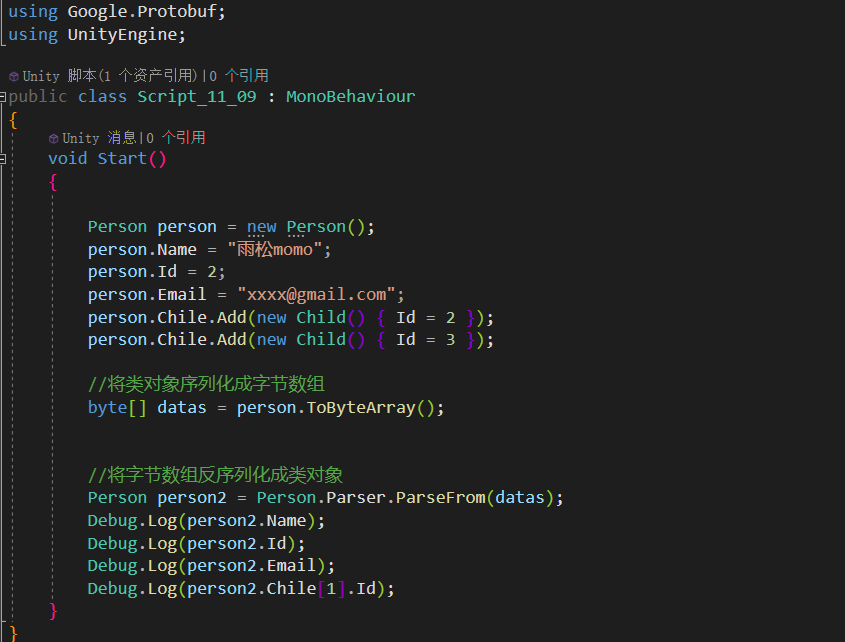 using Google.Protobuf;
using UnityEngine;
Unity 脚本(1 个资产引用)|0 个引用
public class Script_11_09 : MonoBehaviour
{
Unity 消息|0 个引用
void Start()
{
Person person = new Person();
person.Name = "雨松momo";
person.Id = 2;
person.Email = "xxxx@gmail.com";
person.Chile.Add(new Child() { Id = 2 });
person.Chile.Add(new Child() { Id = 3 });
//将类对象序列化成字节数组
byte[] datas = person.ToByteArray();
//将字节数组反序列化成类对象
Person person2 = Person.Parser.ParseFrom(datas);
Debug.Log(person2.Name);
Debug.Log(person2.Id);
Debug.Log(person2.Email);
Debug.Log(person2.Chile[1].Id);
}
}